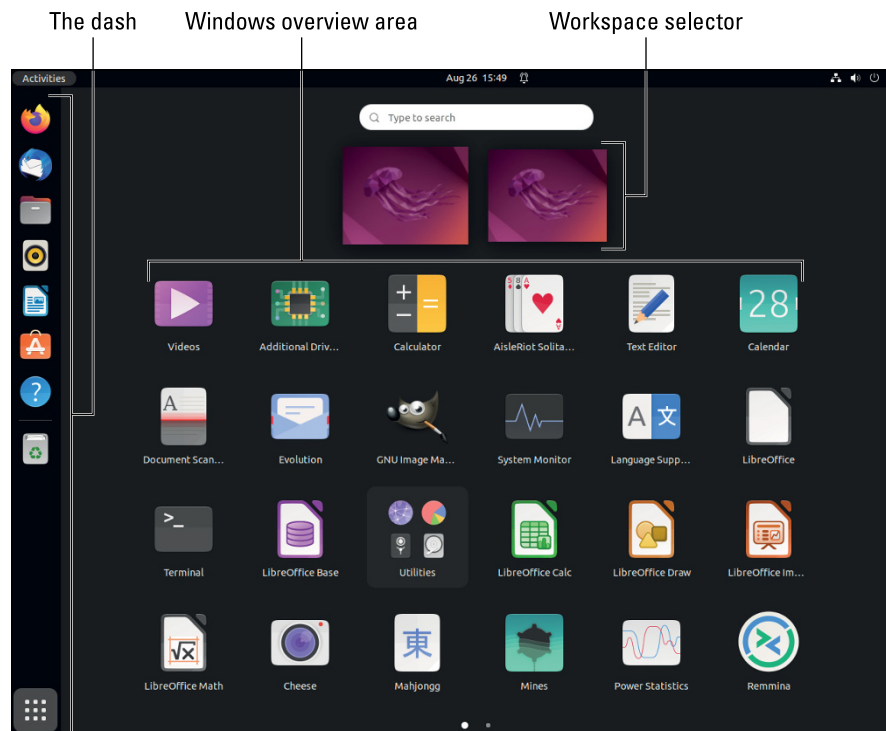 The dash Windows overview area Workspace selector
Activities Aug 26 15:49
Type to search
28
Videos Additional Driv... Calculator AisleRiot Solita... Text Editor Calendar
A
A 文
Document Scan... Evolution GNU Image Ma... System Monitor Language Supp... LibreOffice
>_
Terminal LibreOffice Base Utilities LibreOffice Calc LibreOffice Draw LibreOffice Im...
√x 東
LibreOffice Math Cheese Mahjongg Mines Power Statistics Remmina